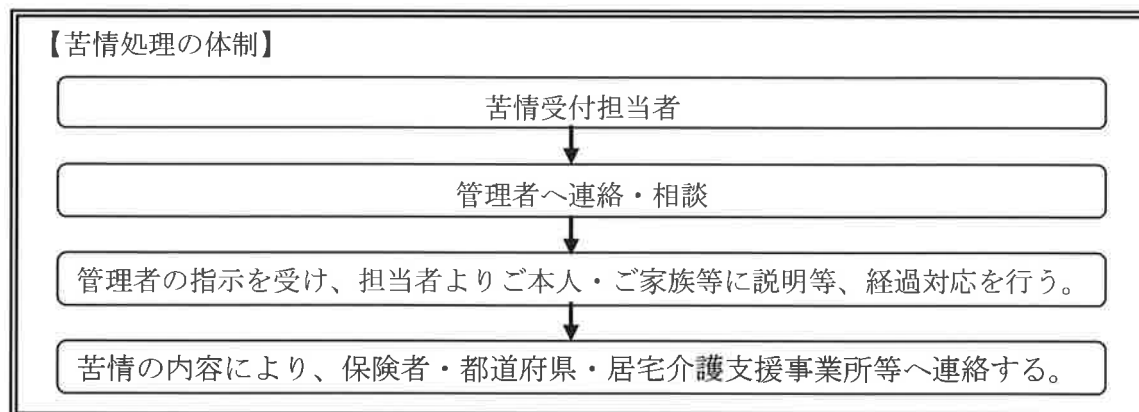 【苦情処理の体制】
苦情受付担当者
管理者へ連絡・相談
管理者の指示を受け、担当者よりご本人・ご家族等に説明等、経過対応を行う。
苦情の内容により、保険者・都道府県・居宅介護支援事業所等へ連絡する。